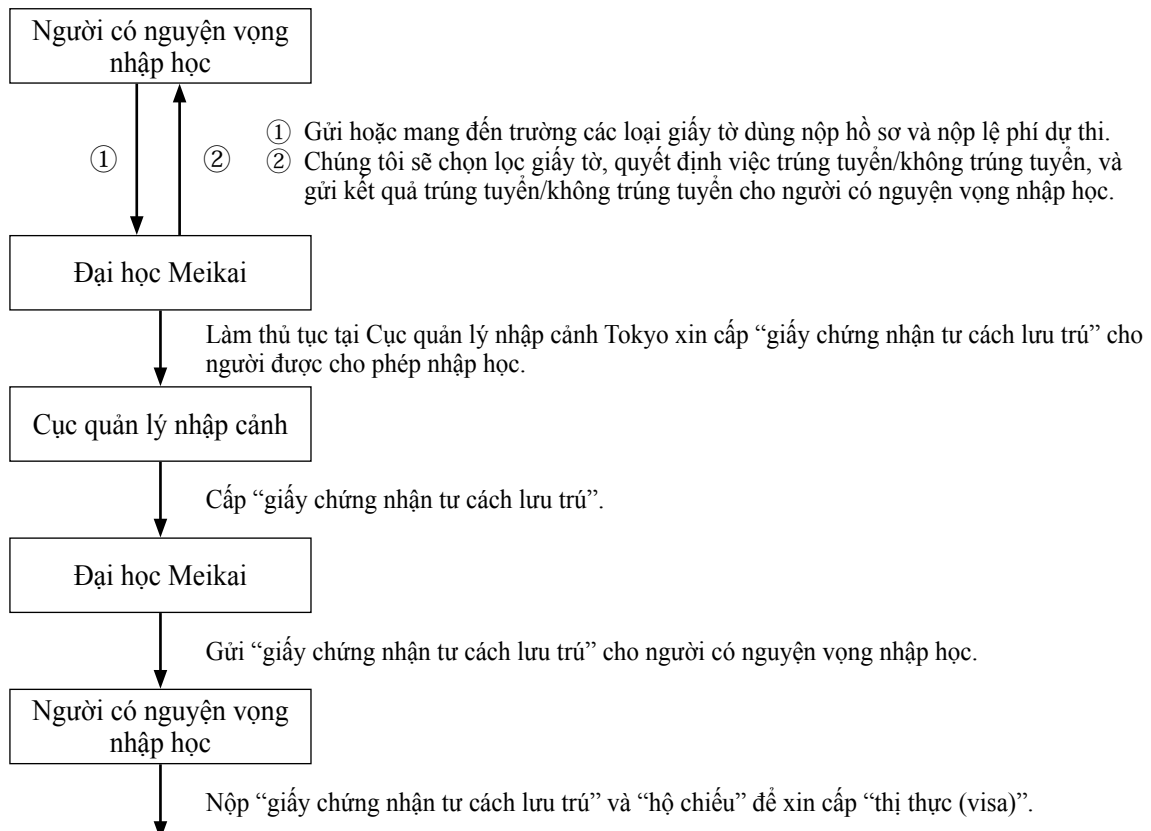 Người có nguyện vọng
nhập học
① ②
① Gửi hoặc mang đến trường các loại giấy tờ dùng nộp hồ sơ và nộp lệ phí dự thi.
② Chúng tôi sẽ chọn lọc giấy tờ, quyết định việc trúng tuyển/không trúng tuyển, và
gửi kết quả trúng tuyển/không trúng tuyển cho người có nguyện vọng nhập học.
Đại học Meikai
Làm thủ tục tại Cục quản lý nhập cảnh Tokyo xin cấp “giấy chứng nhận tư cách lưu trú” cho
người được cho phép nhập học.
Cục quản lý nhập cảnh
Cấp “giấy chứng nhận tư cách lưu trú”.
Đại học Meikai
Gửi “giấy chứng nhận tư cách lưu trú” cho người có nguyện vọng nhập học.
Người có nguyện vọng
nhập học
Nộp “giấy chứng nhận tư cách lưu trú” và “hộ chiếu” để xin cấp “thị thực (visa)”.